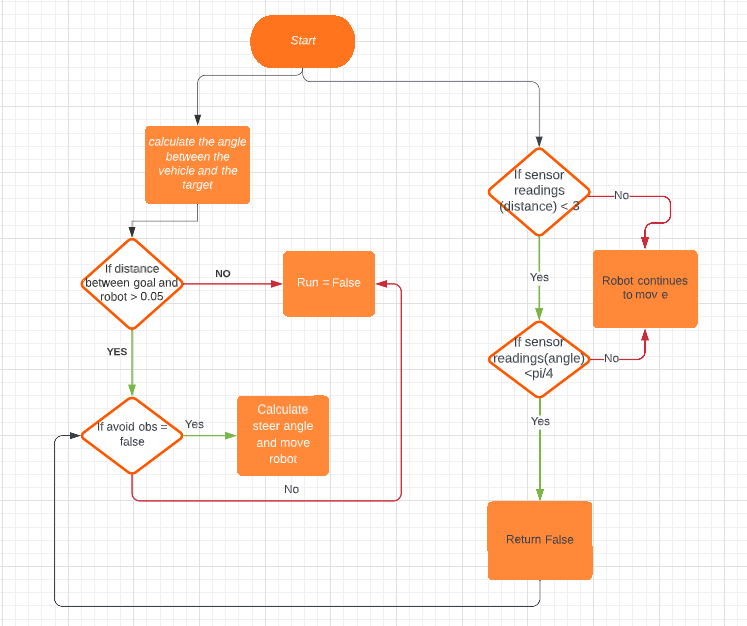 Start
calculate the angle
between the
vehicle and the
target
If sensor
readings
(distance) < 3
No
If distance
between goal and
robot > 0.05
NO
Run = False
Yes
Robot continues
to mov e
YES
If sensor
readings(angle)
<pi/4
No
If avoid obs =
false
Yes
Calculate
steer angle
and move
robot
Yes
No
Return False